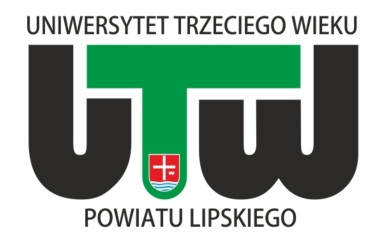 UNIWERSYTET TRZECIEGO WIEKU
UTW
POWIATU LIPSKIEGO